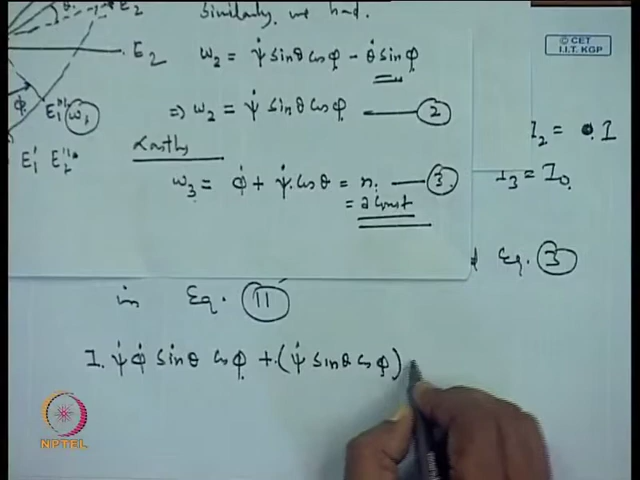 E₂
Similarly, we had.
ω₂ = ψ̇ sinθ cosφ − θ̇ sinφ
© CET
I.I.T. KGP
E₂
φ
E₁''' ω₁
⇒ ω₂ = ψ̇ sinθ cosφ ——— 2
I₂ = I
E₁' E₂''
Lastly
ω₃ = φ̇ + ψ̇ cosθ = n. — 3
I₃ = I₀
= a const
Eq. 3
in Eq. 11
I. ψ̇ φ̇ sinθ cosφ + (ψ̇ sinθ cosφ)
NPTEL